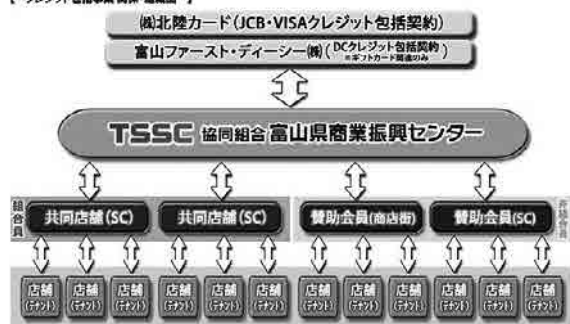 ㈱北陸カード(JCB・VISAクレジット包括契約)
富山ファースト・ディーシー㈱(DCクレジット包括契約 ※ギフトカード関連のみ)
TSSC 協同組合 富山県商業振興センター
組合員 共同店舗(SC) 共同店舗(SC) 賛助会員(商店街) 賛助会員(SC) 非組合員
店舗 店舗 店舗 店舗 店舗 店舗 店舗 店舗 店舗 店舗 店舗 店舗
(テナント) (テナント) (テナント) (テナント) (テナント) (テナント) (テナント) (テナント) (テナント) (テナント) (テナント) (テナント)